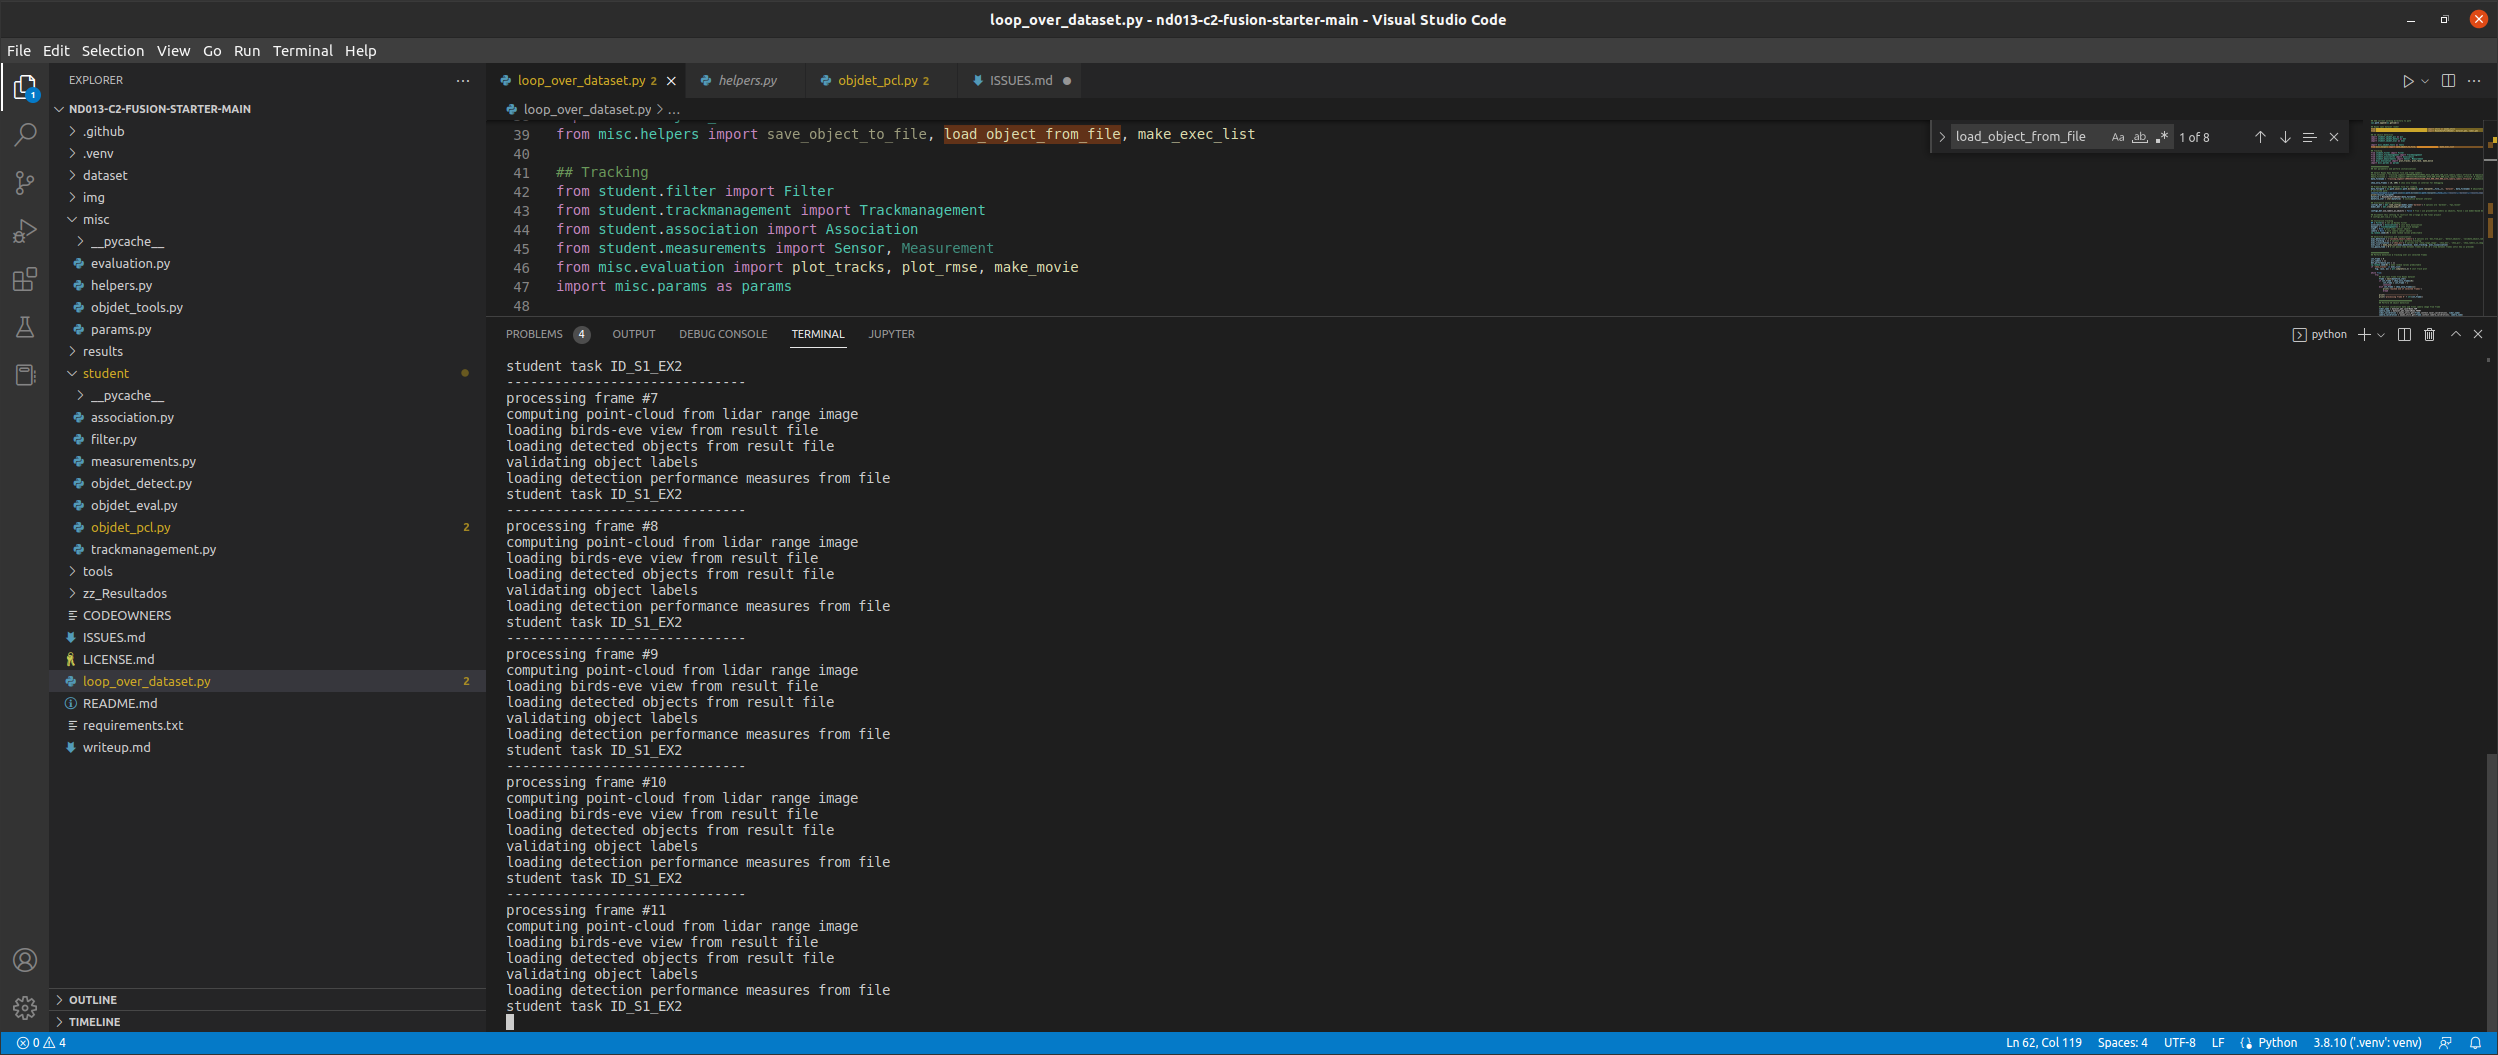 loop_over_dataset.py - nd013-c2-fusion-starter-main - Visual Studio Code
File Edit Selection View Go Run Terminal Help
EXPLORER
1
ND013-C2-FUSION-STARTER-MAIN
.github
.venv
dataset
img
misc
__pycache__
evaluation.py
helpers.py
objdet_tools.py
params.py
results
student
__pycache__
association.py
filter.py
measurements.py
objdet_detect.py
objdet_eval.py
objdet_pcl.py 2
trackmanagement.py
tools
zz_Resultados
CODEOWNERS
ISSUES.md
LICENSE.md
loop_over_dataset.py 2
README.md
requirements.txt
writeup.md
OUTLINE
TIMELINE
loop_over_dataset.py 2 helpers.py objdet_pcl.py 2 ISSUES.md
loop_over_dataset.py > ...
39 from misc.helpers import save_object_to_file, load_object_from_file, make_exec_list
40
41 ## Tracking
42 from student.filter import Filter
43 from student.trackmanagement import Trackmanagement
44 from student.association import Association
45 from student.measurements import Sensor, Measurement
46 from misc.evaluation import plot_tracks, plot_rmse, make_movie
47 import misc.params as params
48
load_object_from_file Aa ab .* 1 of 8
PROBLEMS 4 OUTPUT DEBUG CONSOLE TERMINAL JUPYTER
python
student task ID_S1_EX2
------------------------------
processing frame #7
computing point-cloud from lidar range image
loading birds-eve view from result file
loading detected objects from result file
validating object labels
loading detection performance measures from file
student task ID_S1_EX2
------------------------------
processing frame #8
computing point-cloud from lidar range image
loading birds-eve view from result file
loading detected objects from result file
validating object labels
loading detection performance measures from file
student task ID_S1_EX2
------------------------------
processing frame #9
computing point-cloud from lidar range image
loading birds-eve view from result file
loading detected objects from result file
validating object labels
loading detection performance measures from file
student task ID_S1_EX2
------------------------------
processing frame #10
computing point-cloud from lidar range image
loading birds-eve view from result file
loading detected objects from result file
validating object labels
loading detection performance measures from file
student task ID_S1_EX2
------------------------------
processing frame #11
computing point-cloud from lidar range image
loading birds-eve view from result file
loading detected objects from result file
validating object labels
loading detection performance measures from file
student task ID_S1_EX2
0 4
Ln 62, Col 119 Spaces: 4 UTF-8 LF Python 3.8.10 ('.venv': venv)